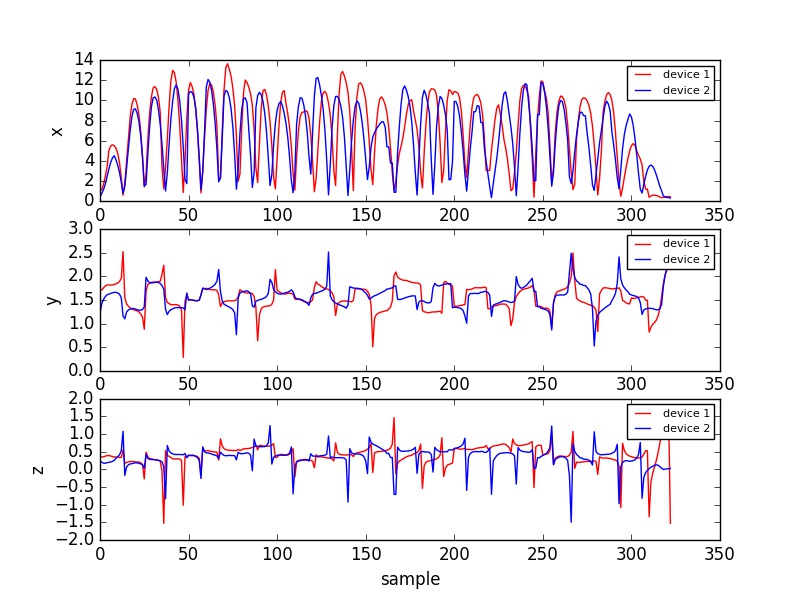 14
12
10
8
6
4
2
0
x
device 1
device 2
0 50 100 150 200 250 300 350
3.0
2.5
2.0
1.5
1.0
0.5
0.0
y
device 1
device 2
0 50 100 150 200 250 300 350
2.0
1.5
1.0
0.5
0.0
−0.5
−1.0
−1.5
−2.0
z
device 1
device 2
0 50 100 150 200 250 300 350
sample